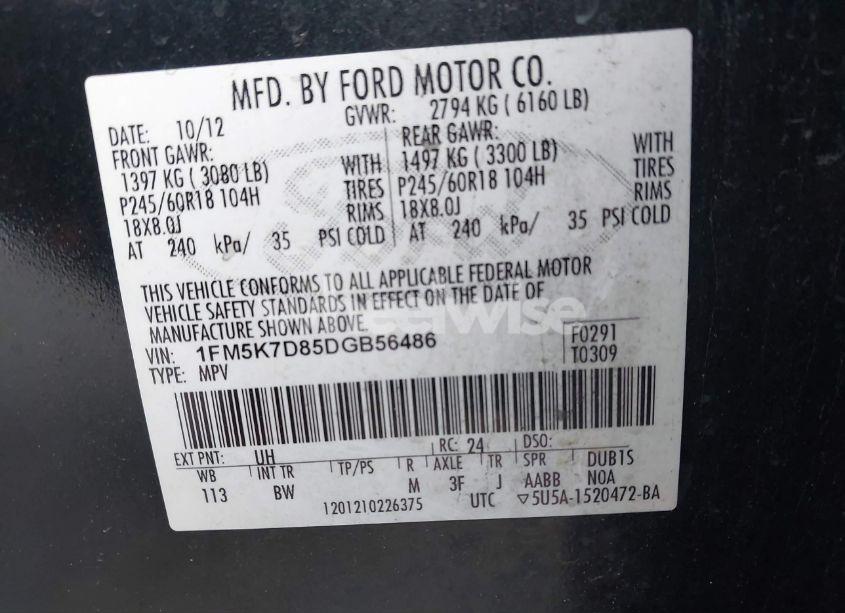 MFD. BY FORD MOTOR CO.
DATE: 10/12 GVWR: 2794 KG ( 6160 LB)
FRONT GAWR: REAR GAWR:
1397 KG ( 3080 LB) WITH 1497 KG ( 3300 LB) WITH
P245/60R18 104H TIRES P245/60R18 104H TIRES
18X8.0J RIMS 18X8.0J RIMS
AT 240 kPa/ 35 PSI COLD AT 240 kPa/ 35 PSI COLD
THIS VEHICLE CONFORMS TO ALL APPLICABLE FEDERAL MOTOR
VEHICLE SAFETY STANDARDS IN EFFECT ON THE DATE OF
MANUFACTURE SHOWN ABOVE.
VIN: 1FM5K7D85DGB56486 F0291
TYPE: MPV T0309
EXT PNT: UH RC: 24 DSO:
WB INT TR TP/PS R AXLE TR SPR DUB1S
113 BW M 3F J AABB NOA
1201210226375 UTC ▽5U5A-1520472-BA